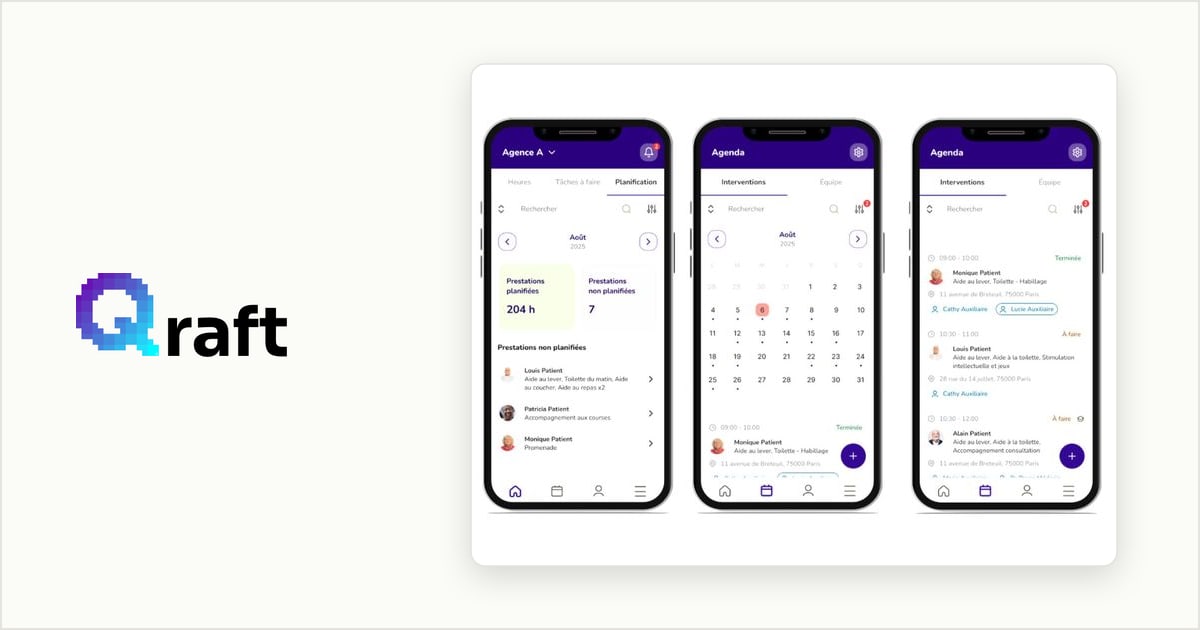 Qraft
Agence A
2
Heures
Tâches à faire
Planification
Rechercher
Août
2025
Prestations
planifiées
204 h
Prestations
non planifiées
7
Prestations non planifiées
Louis Patient
Aide au lever, Toilette du matin, Aide
au coucher, Aide au repas x2
Patricia Patient
Accompagnement aux courses
Monique Patient
Promenade
Agenda
Interventions
Équipe
Rechercher
2
Août
2025
28 29 30 31 1 2 3
4 5 6 7 8 9 10
11 12 13 14 15 16 17
18 19 20 21 22 23 24
25 26 27 28 29 30 31
09:00 - 10:00
Terminée
Monique Patient
Aide au lever, Toilette - Habillage
11 avenue de Breteuil, 75000 Paris
+
Agenda
Interventions
Équipe
Rechercher
2
09:00 - 10:00
Terminée
Monique Patient
Aide au lever, Toilette - Habillage
11 avenue de Breteuil, 75000 Paris
Cathy Auxiliaire
Lucie Auxiliaire
10:30 - 11:00
À faire
Louis Patient
Aide au lever, Aide à la toilette, Stimulation
intellectuelle et jeux
28 rue du 14 juillet, 75000 Paris
Cathy Auxiliaire
10:30 - 12:00
À faire
Alain Patient
Aide au lever, Aide à la toilette,
Accompagnement consultation
11 avenue de Breteuil, 75000 Paris
+